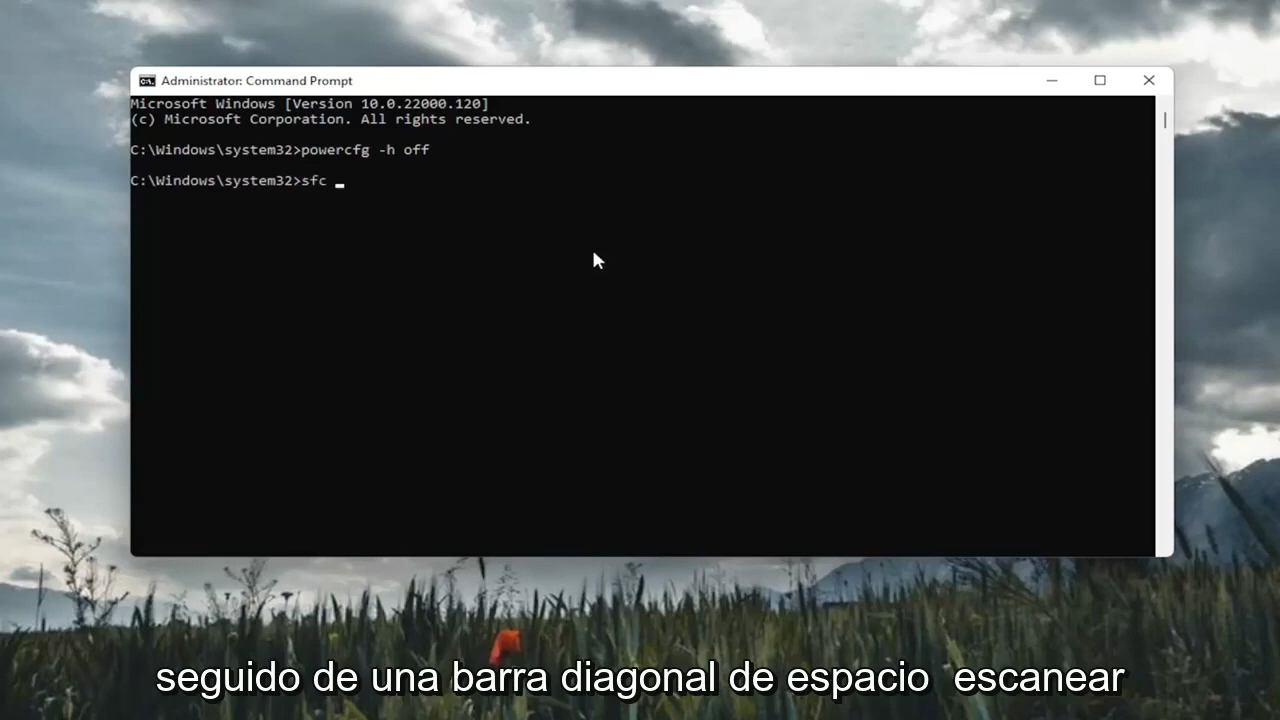 Administrator: Command Prompt
Microsoft Windows [Version 10.0.22000.120]
(c) Microsoft Corporation. All rights reserved.
C:\Windows\system32>powercfg -h off
C:\Windows\system32>sfc
seguido de una barra diagonal de espacio escanear